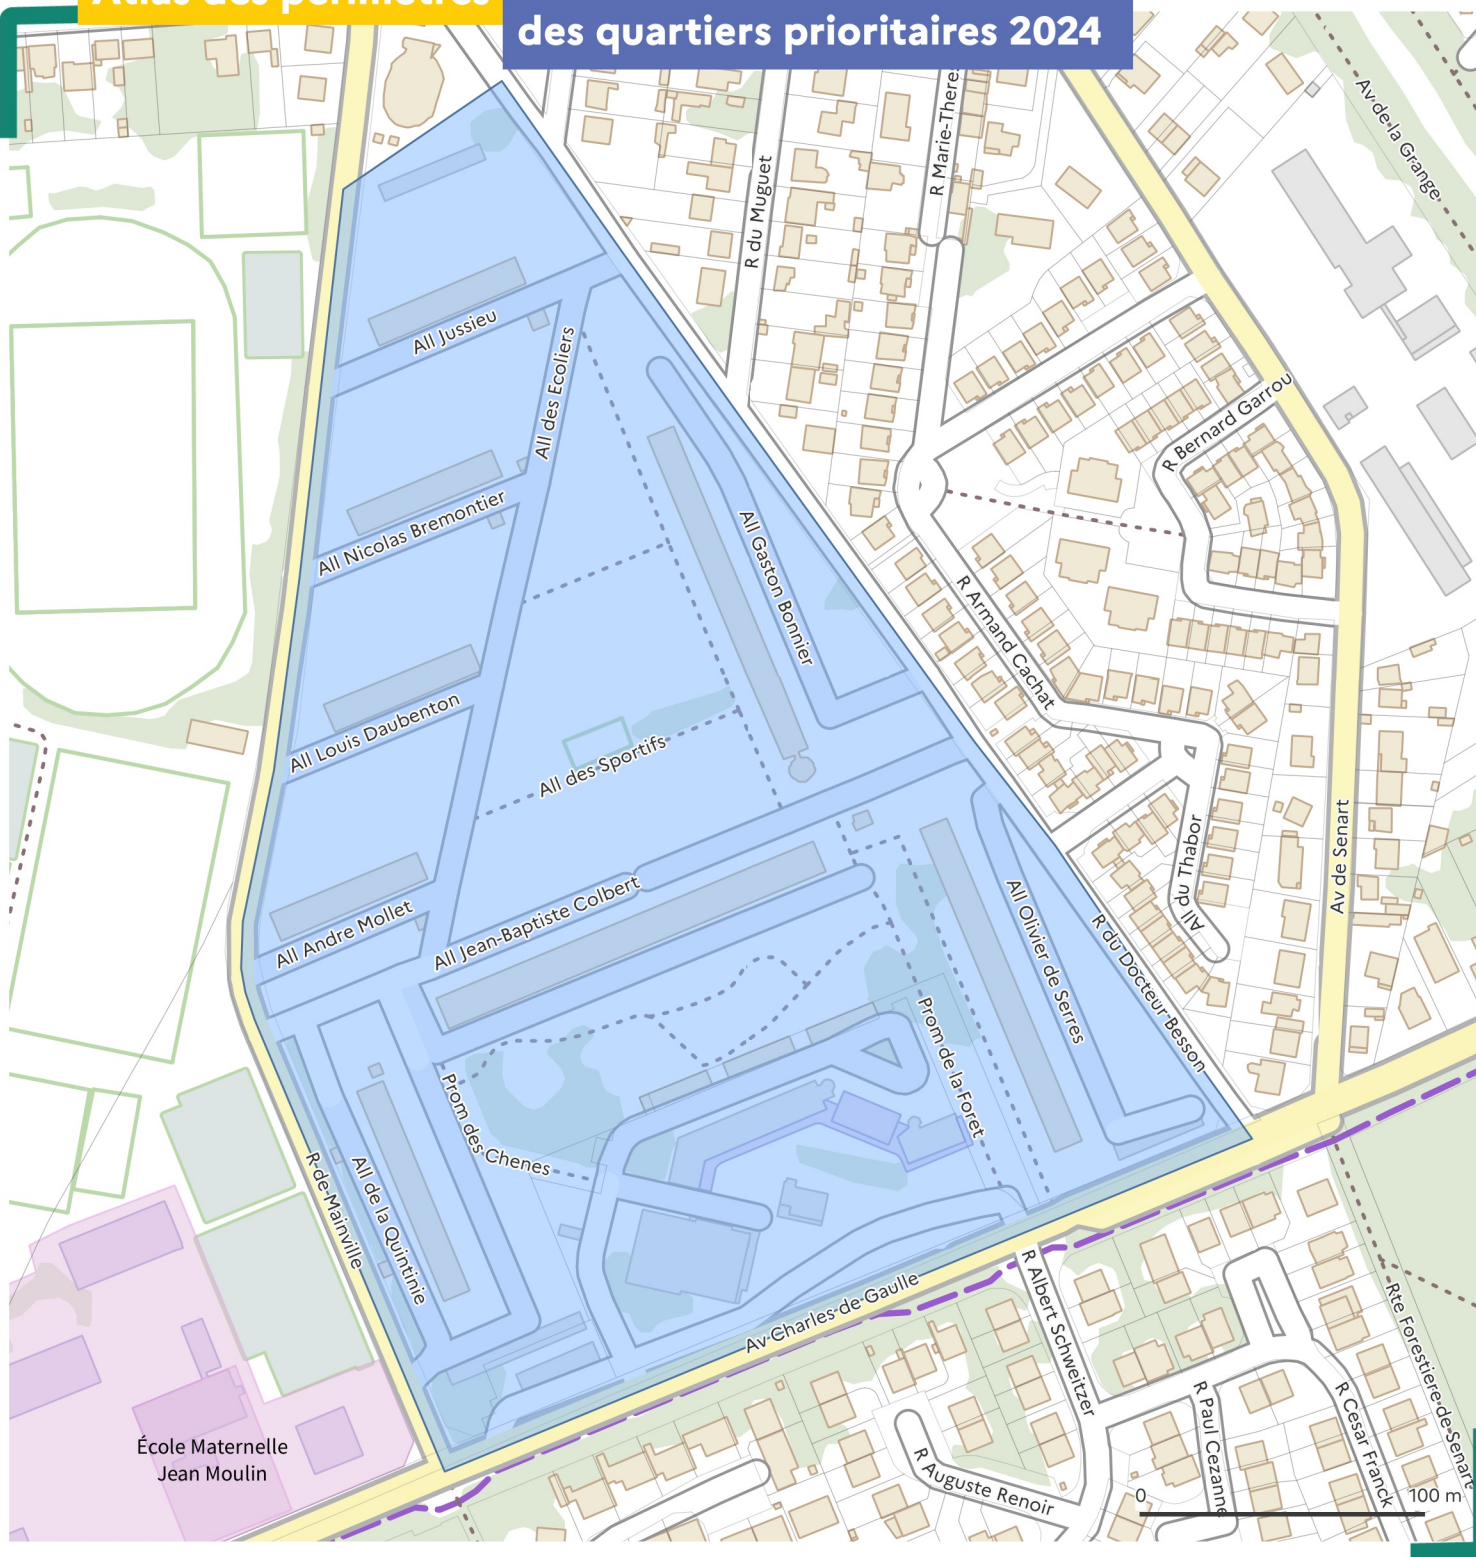 Atlas des périmètres
des quartiers prioritaires 2024
R Marie-There
Av de la Grange
R du Muguet
All Jussieu
All des Ecoliers
R Bernard Garrou
All Nicolas Bremontier
All Gaston Bonnier
R Armand Cachat
All Louis Daubenton
All des Sportifs
Av de Senart
All du Thabor
All Andre Mollet
All Jean-Baptiste Colbert
All Olivier de Serres
R du Docteur Besson
Prom de la Foret
Prom des Chenes
R de Mainville
All de la Quintinie
Av Charles de Gaulle
R Albert Schweitzer
Rte Forestiere de Senart
R Paul Cezanne
R Cesar Franck
École Maternelle
Jean Moulin
R Auguste Renoir
0
100 m